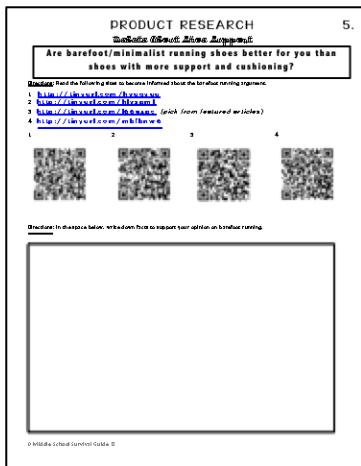 PRODUCT RESEARCH 5.
Debate About Shoe Support
Are barefoot/minimalist running shoes better for you than
shoes with more support and cushioning?
Directions: Read the following sites to become informed about the barefoot running argument.
1 http://tinyurl.com/
2 http://tinyurl.com/
3 http://tinyurl.com/ (pick from featured articles)
4 http://tinyurl.com/
1 2 3 4
Directions: In the space below, write down facts to support your opinion on barefoot running.
© Middle School Survival Guide